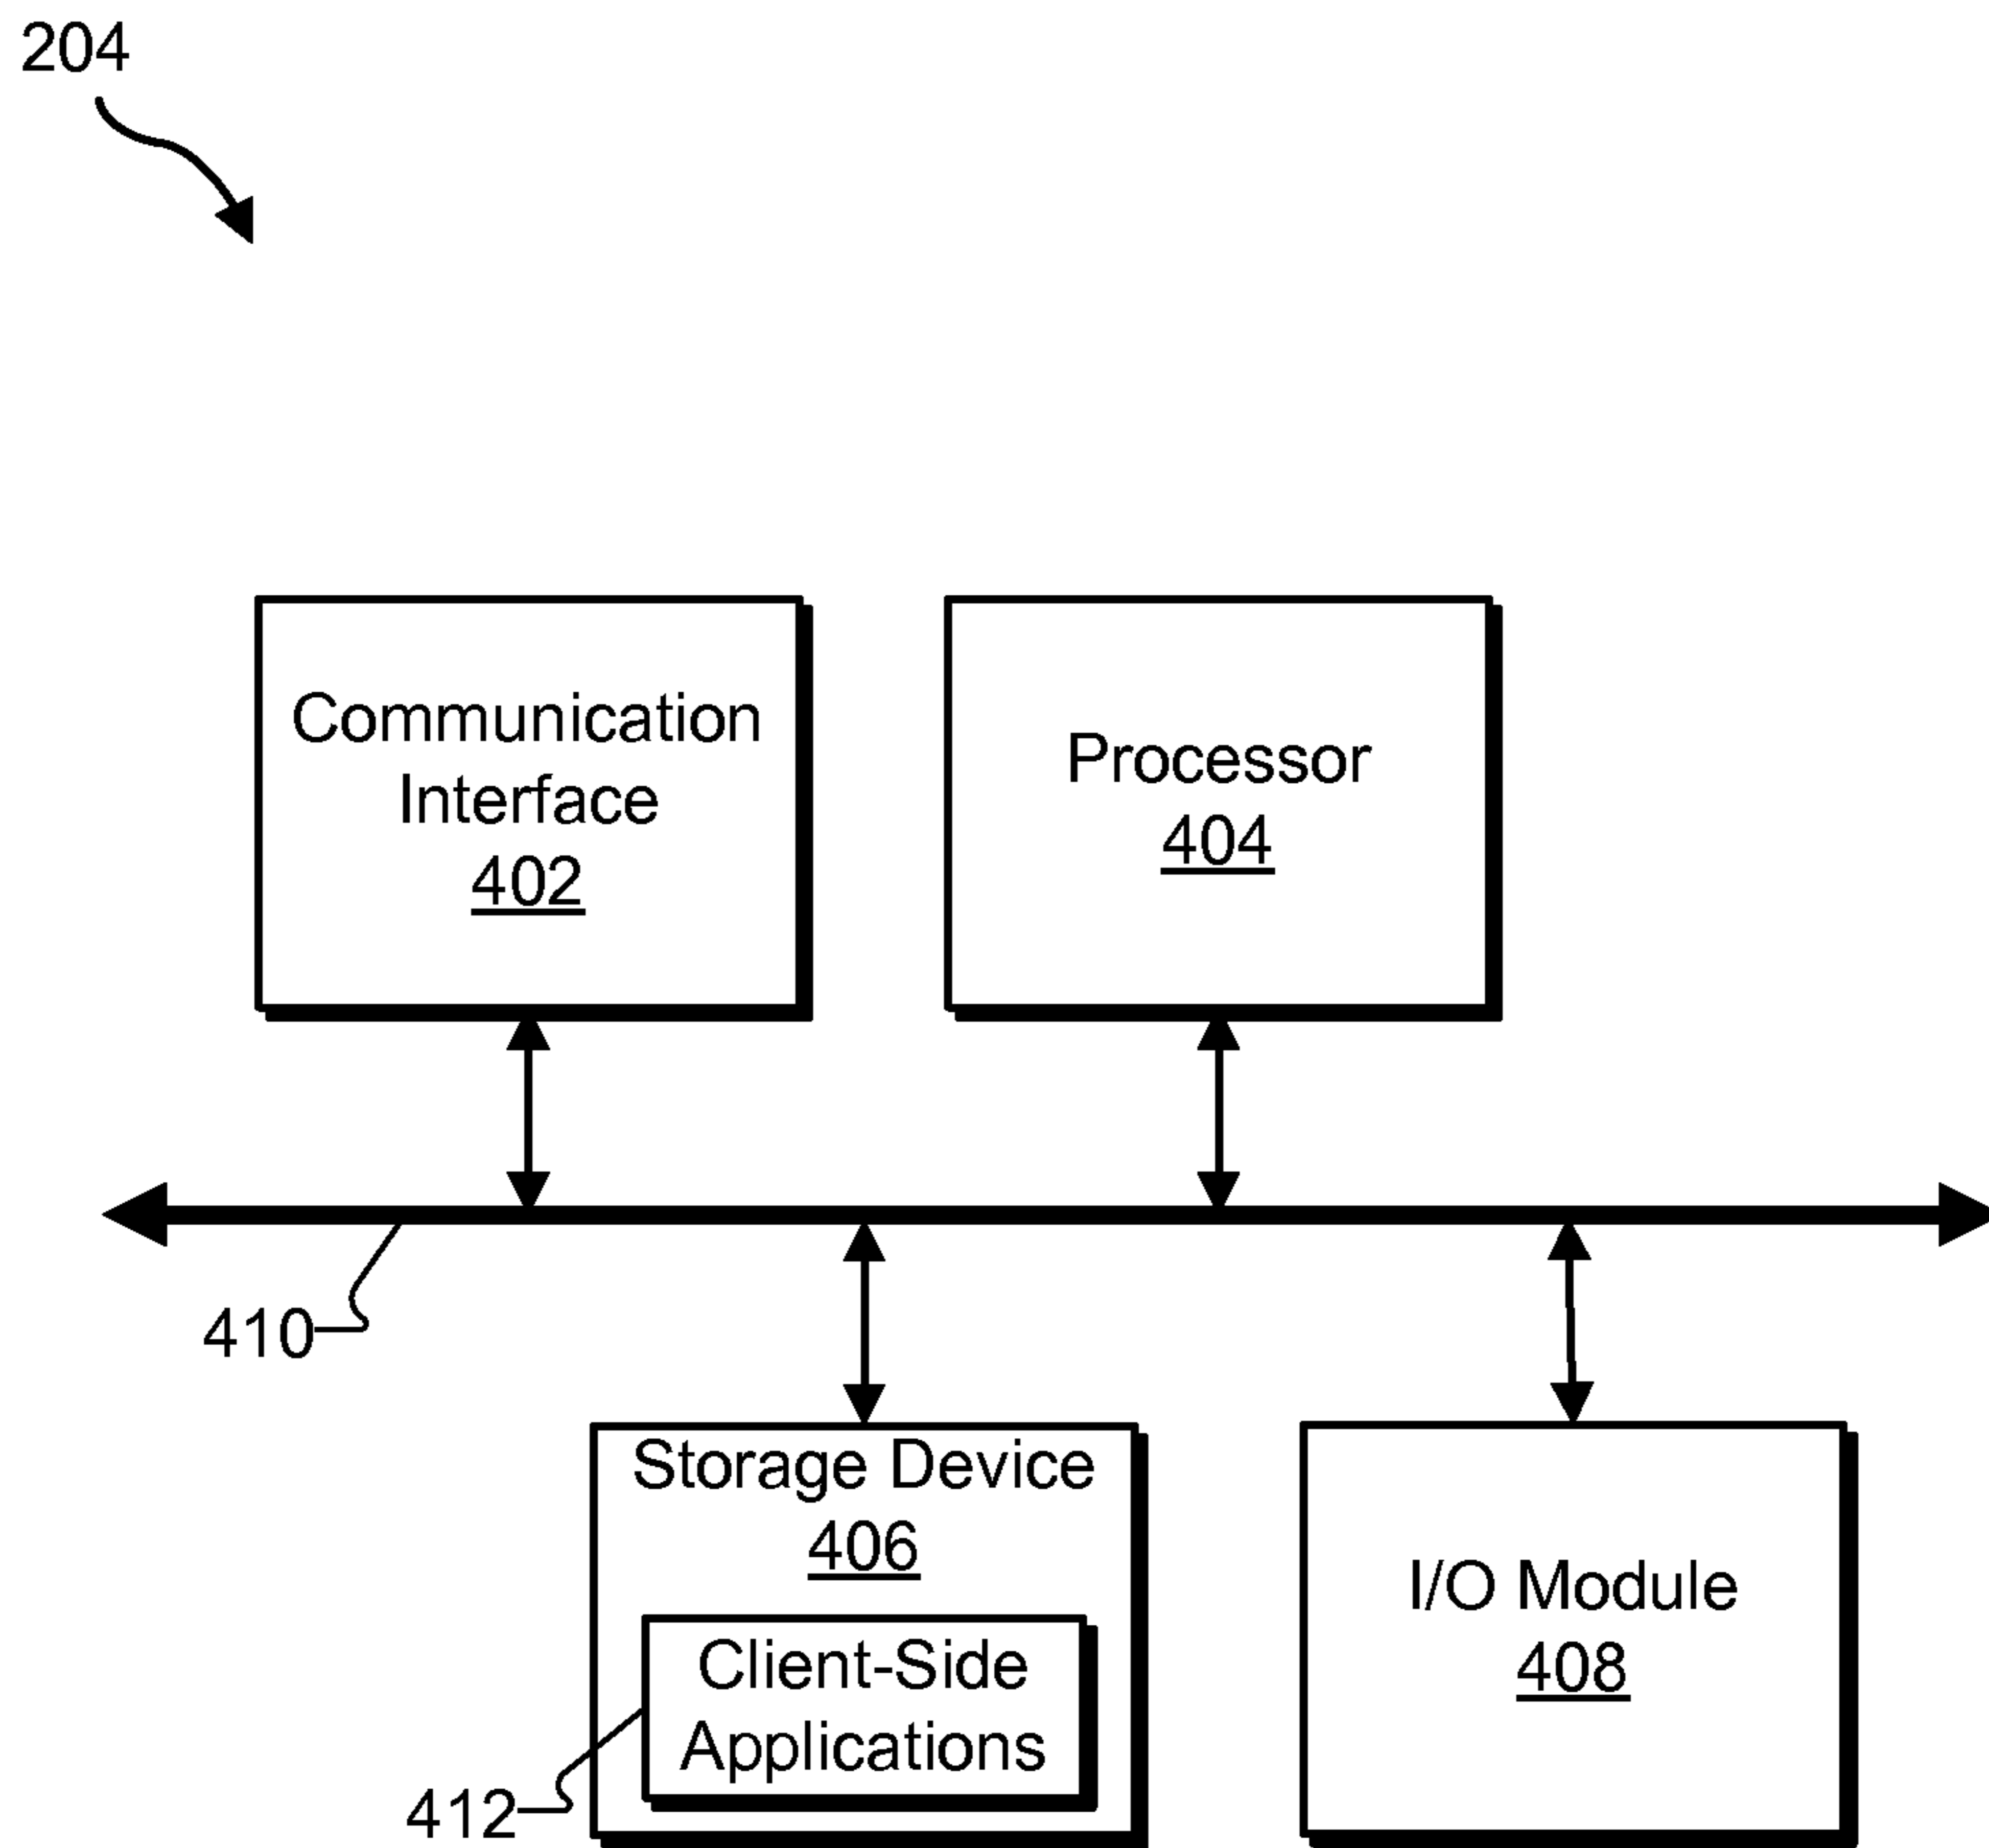 204
Communication
Interface
402
Processor
404
410
Storage Device
406
Client-Side
Applications
412
I/O Module
408